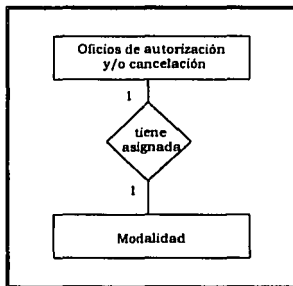 Oficios de autorización
y/o cancelación
1
tiene
asignada
1
Modalidad